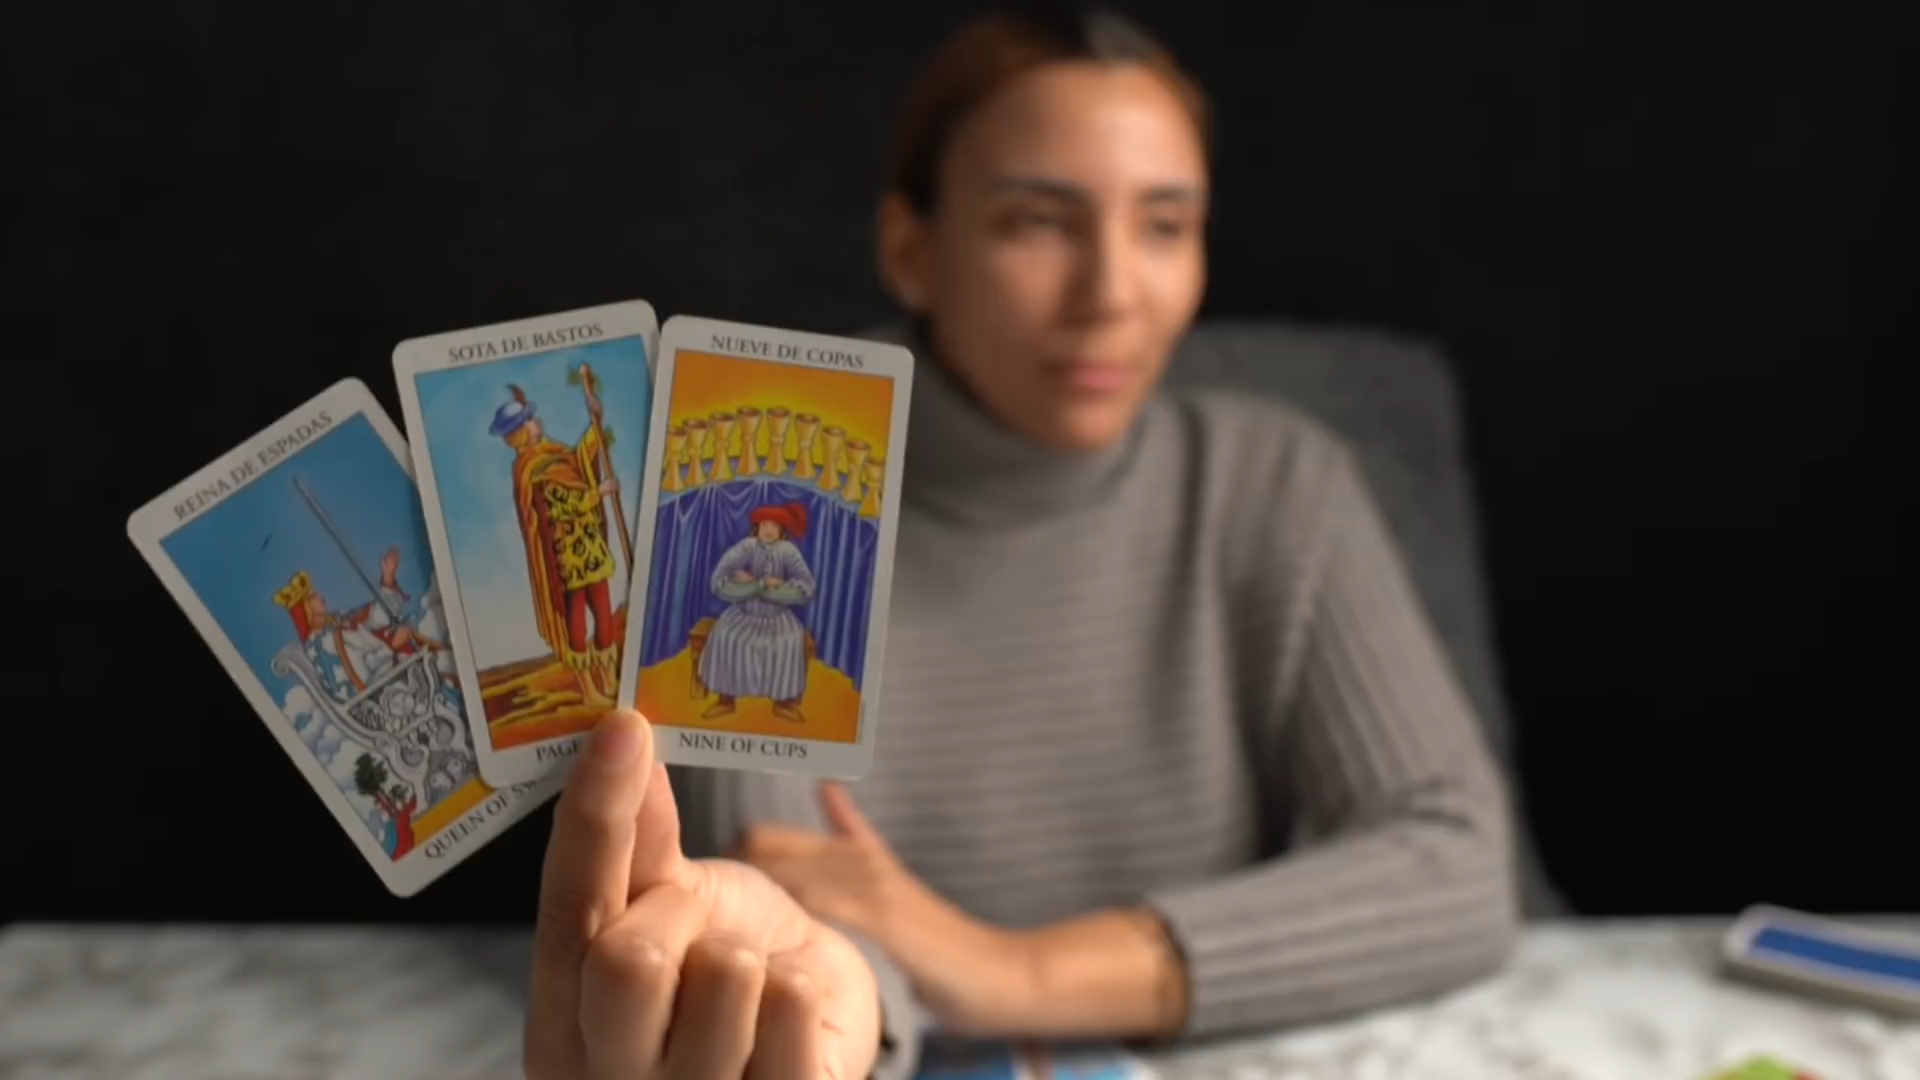 REINA DE ESPADAS
QUEEN OF
SOTA DE BASTOS
PAGE
NUEVE DE COPAS
NINE OF CUPS